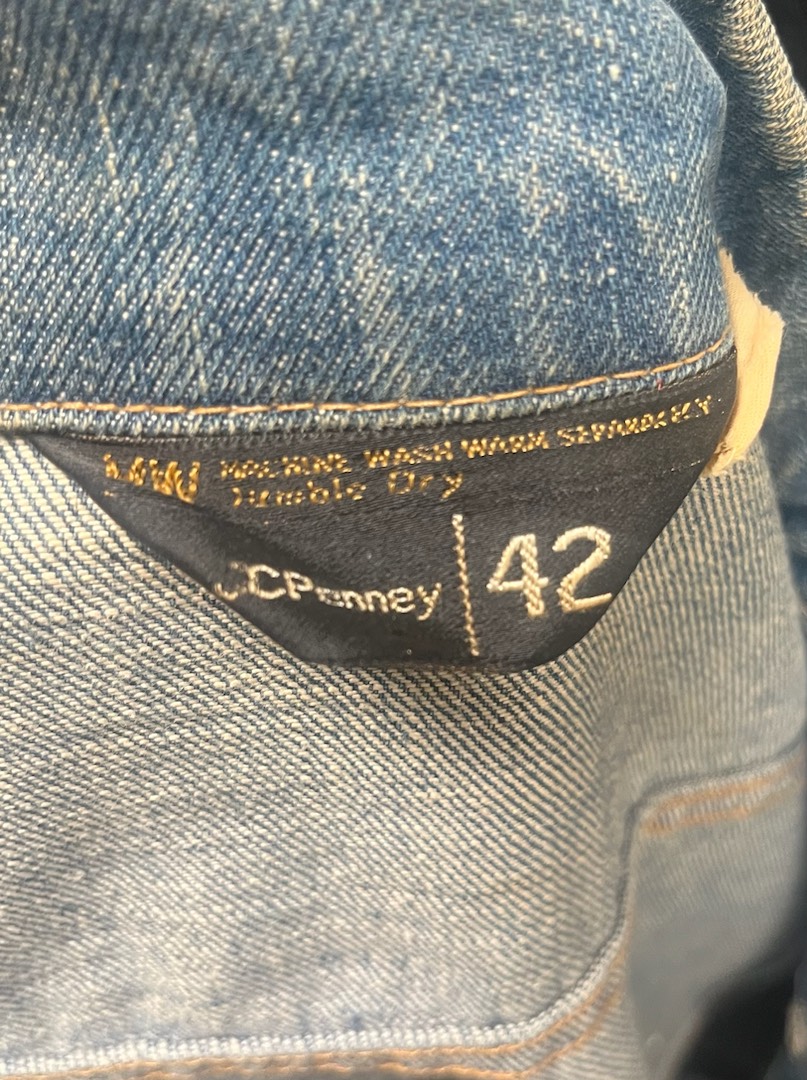 MW MACHINE WASH WARM SEPARATELY
Tumble Dry
JCPenney 42